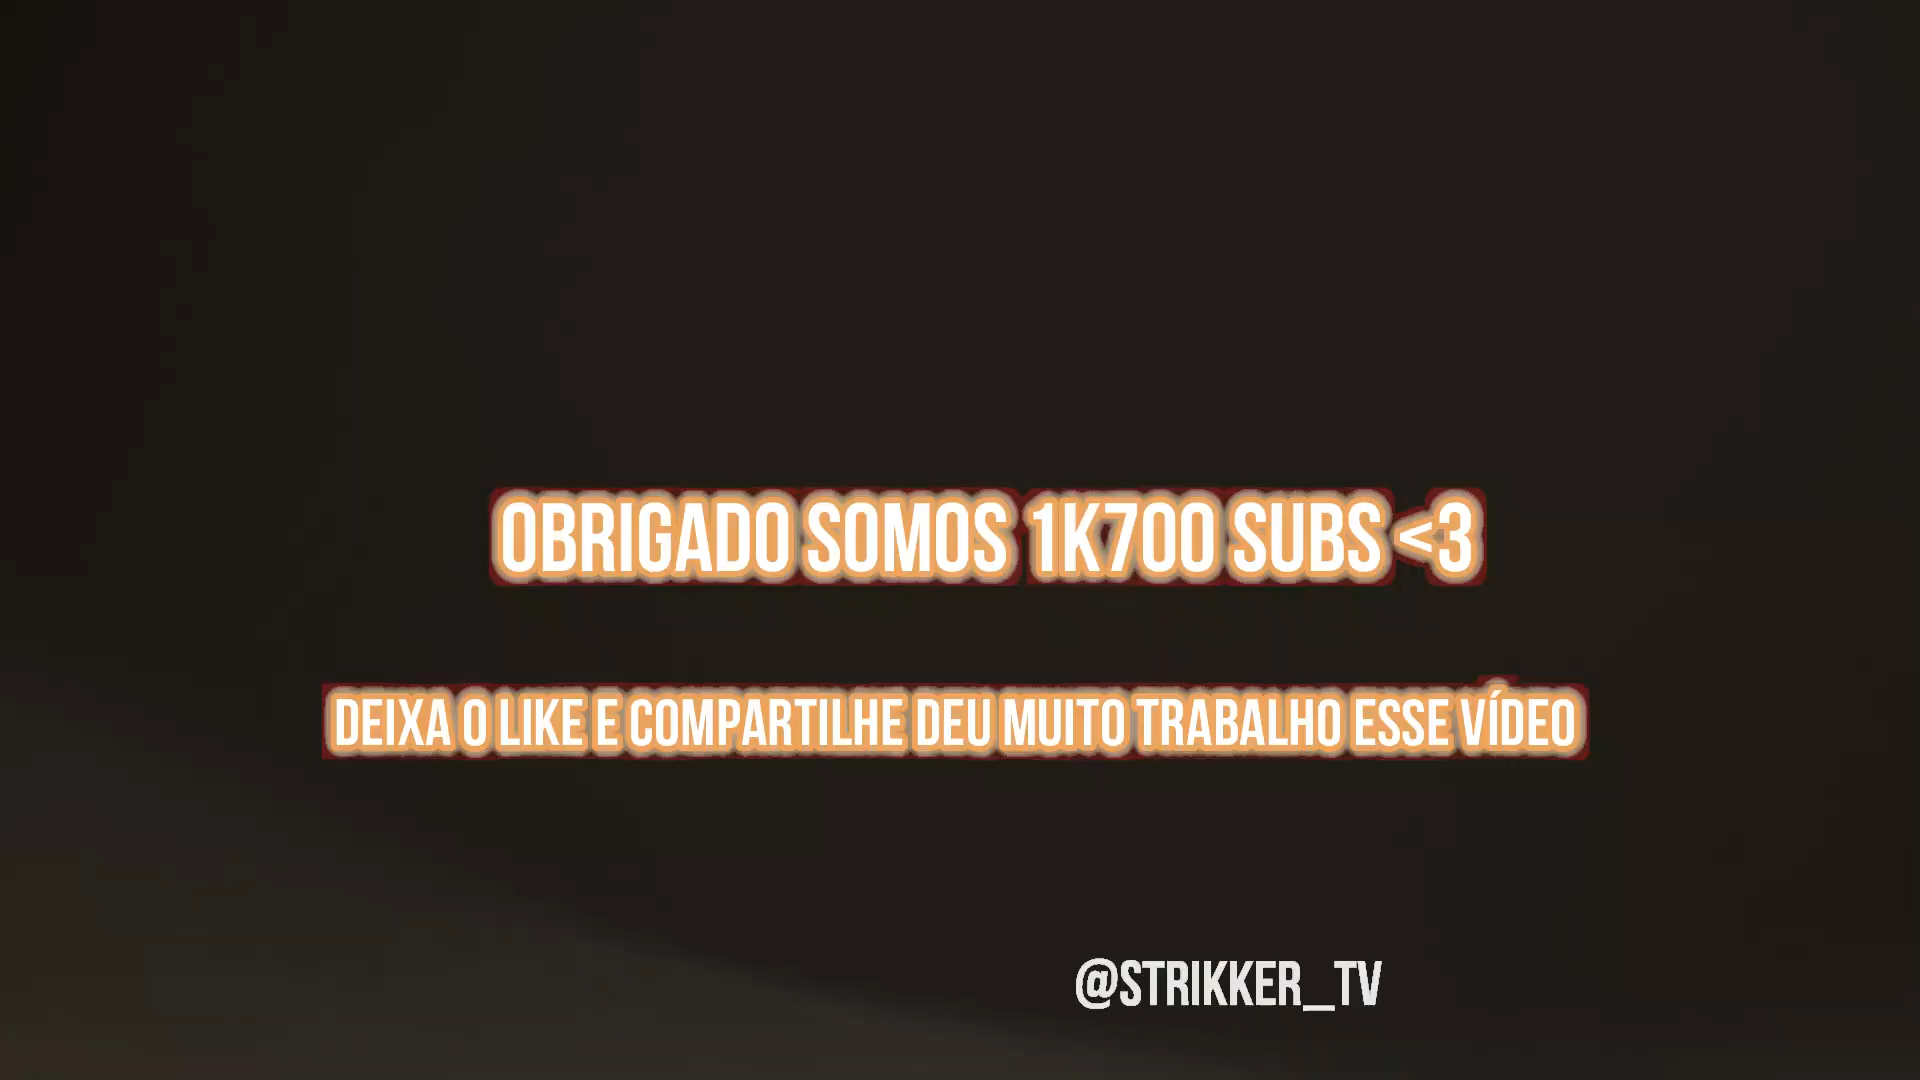 OBRIGADO SOMOS 1K700 SUBS <3
DEIXA O LIKE E COMPARTILHE DEU MUITO TRABALHO ESSE VÍDEO
@STRIKKER_TV